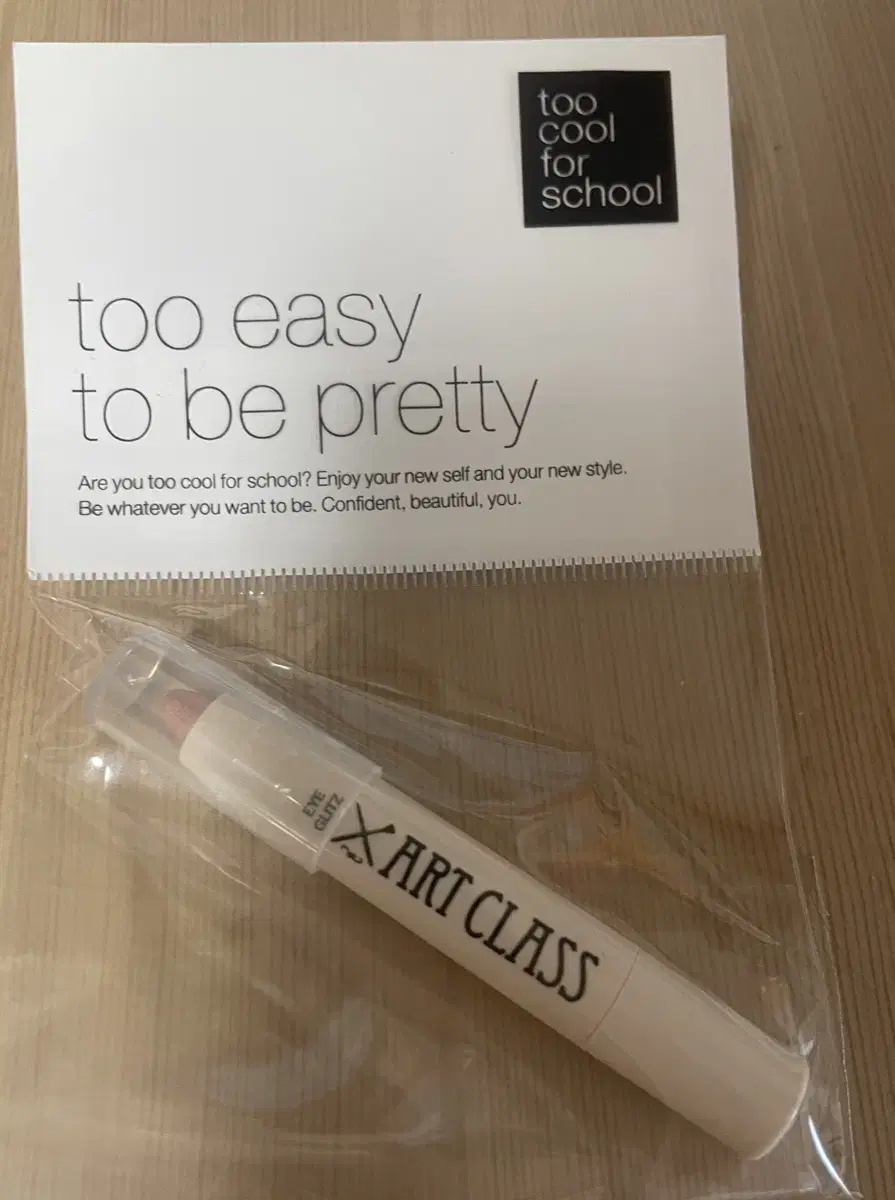 too
cool
for
school
too easy
to be pretty
Are you too cool for school? Enjoy your new self and your new style.
Be whatever you want to be. Confident, beautiful, you.
EYE
GLITZ
ART CLASS